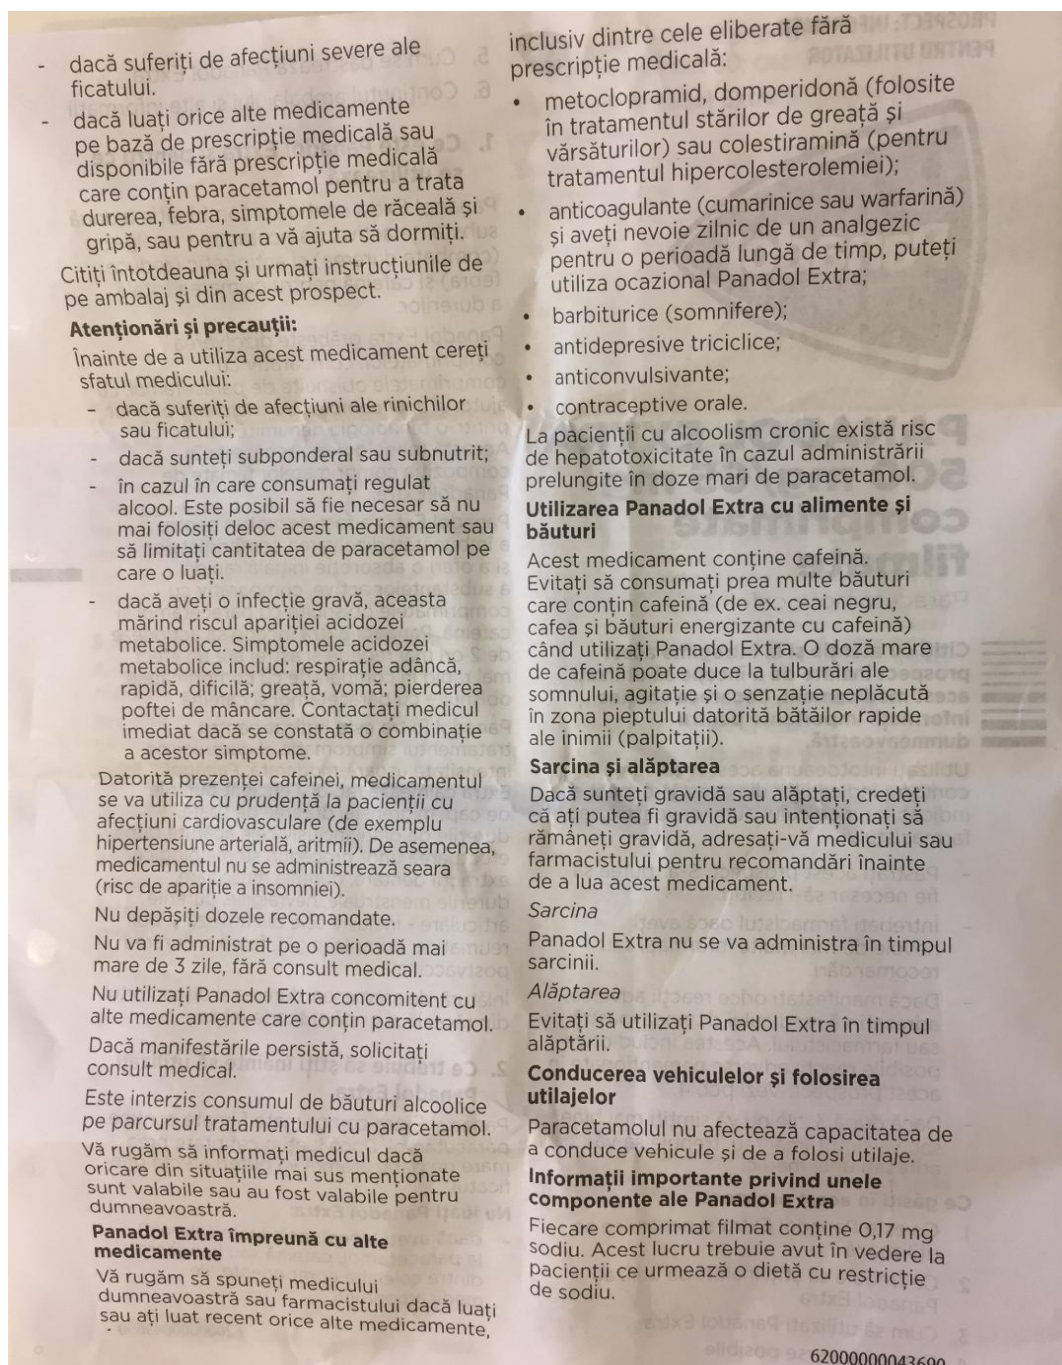 - dacă suferiți de afecțiuni severe ale
ficatului.
- dacă luați orice alte medicamente
pe bază de prescripție medicală sau
disponibile fără prescripție medicală
care conțin paracetamol pentru a trata
durerea, febra, simptomele de răceală și
gripă, sau pentru a vă ajuta să dormiți.
Citiți întotdeauna și urmați instrucțiunile de
pe ambalaj și din acest prospect.
Atenționări și precauții:
Înainte de a utiliza acest medicament cereți
sfatul medicului:
- dacă suferiți de afecțiuni ale rinichilor
sau ficatului;
- dacă sunteți subponderal sau subnutrit;
- în cazul în care consumați regulat
alcool. Este posibil să fie necesar să nu
mai folosiți deloc acest medicament sau
să limitați cantitatea de paracetamol pe
care o luați.
- dacă aveți o infecție gravă, aceasta
mărind riscul apariției acidozei
metabolice. Simptomele acidozei
metabolice includ: respirație adâncă,
rapidă, dificilă; greață, vomă; pierderea
poftei de mâncare. Contactați medicul
imediat dacă se constată o combinație
a acestor simptome.
Datorită prezenței cafeinei, medicamentul
se va utiliza cu prudență la pacienții cu
afecțiuni cardiovasculare (de exemplu
hipertensiune arterială, aritmii). De asemenea,
medicamentul nu se administrează seara
(risc de apariție a insomniei).
Nu depășiți dozele recomandate.
Nu va fi administrat pe o perioadă mai
mare de 3 zile, fără consult medical.
Nu utilizați Panadol Extra concomitent cu
alte medicamente care conțin paracetamol.
Dacă manifestările persistă, solicitați
consult medical.
Este interzis consumul de băuturi alcoolice
pe parcursul tratamentului cu paracetamol.
Vă rugăm să informați medicul dacă
oricare din situațiile mai sus menționate
sunt valabile sau au fost valabile pentru
dumneavoastră.
Panadol Extra împreună cu alte
medicamente
Vă rugăm să spuneți medicului
dumneavoastră sau farmacistului dacă luați
sau ați luat recent orice alte medicamente,
inclusiv dintre cele eliberate fără
prescripție medicală:
• metoclopramid, domperidonă (folosite
în tratamentul stărilor de greață și
vărsăturilor) sau colestiramină (pentru
tratamentul hipercolesterolemiei);
• anticoagulante (cumarinice sau warfarină)
și aveți nevoie zilnic de un analgezic
pentru o perioadă lungă de timp, puteți
utiliza ocazional Panadol Extra;
• barbiturice (somnifere);
• antidepresive triciclice;
• anticonvulsivante;
• contraceptive orale.
La pacienții cu alcoolism cronic există risc
de hepatotoxicitate în cazul administrării
prelungite în doze mari de paracetamol.
Utilizarea Panadol Extra cu alimente și
băuturi
Acest medicament conține cafeină.
Evitați să consumați prea multe băuturi
care conțin cafeină (de ex. ceai negru,
cafea și băuturi energizante cu cafeină)
când utilizați Panadol Extra. O doză mare
de cafeină poate duce la tulburări ale
somnului, agitație și o senzație neplăcută
în zona pieptului datorită bătăilor rapide
ale inimii (palpitații).
Sarcina și alăptarea
Dacă sunteți gravidă sau alăptați, credeți
că ați putea fi gravidă sau intenționați să
rămâneți gravidă, adresați-vă medicului sau
farmacistului pentru recomandări înainte
de a lua acest medicament.
Sarcina
Panadol Extra nu se va administra în timpul
sarcinii.
Alăptarea
Evitați să utilizați Panadol Extra în timpul
alăptării.
Conducerea vehiculelor și folosirea
utilajelor
Paracetamolul nu afectează capacitatea de
a conduce vehicule și de a folosi utilaje.
Informații importante privind unele
componente ale Panadol Extra
Fiecare comprimat filmat conține 0,17 mg
sodiu. Acest lucru trebuie avut în vedere la
pacienții ce urmează o dietă cu restricție
de sodiu.
62000000043690